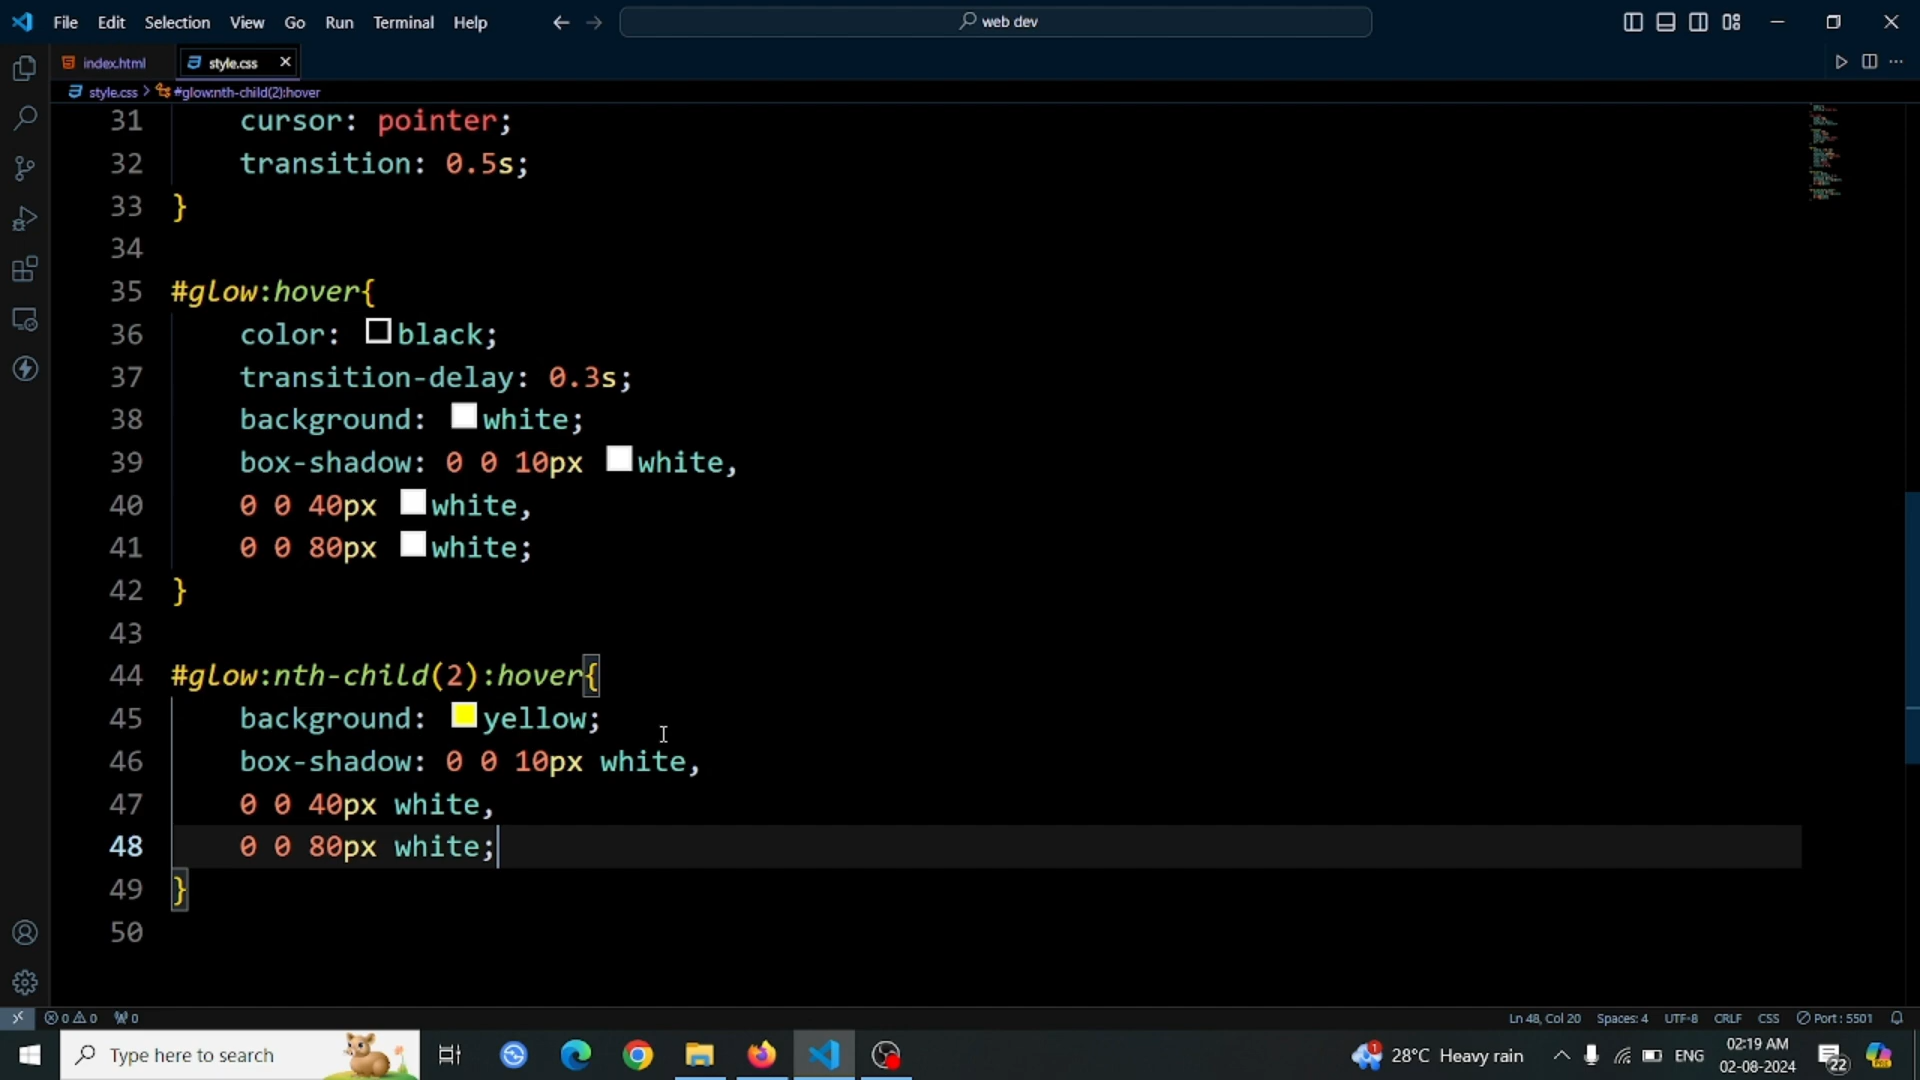 File Edit Selection View Go Run Terminal Help
web dev
index.html
style.css
style.css > #glow:nth-child(2):hover
31 cursor: pointer;
32 transition: 0.5s;
33 }
34
35 #glow:hover{
36 color: black;
37 transition-delay: 0.3s;
38 background: white;
39 box-shadow: 0 0 10px white,
40 0 0 40px white,
41 0 0 80px white;
42 }
43
44 #glow:nth-child(2):hover{
45 background: yellow;
46 box-shadow: 0 0 10px white,
47 0 0 40px white,
48 0 0 80px white;
49 }
50
0 0 0 Ln 48, Col 20 Spaces: 4 UTF-8 CRLF CSS Port : 5501
Type here to search
1
28°C Heavy rain
ENG
02:19 AM
02-08-2024
22